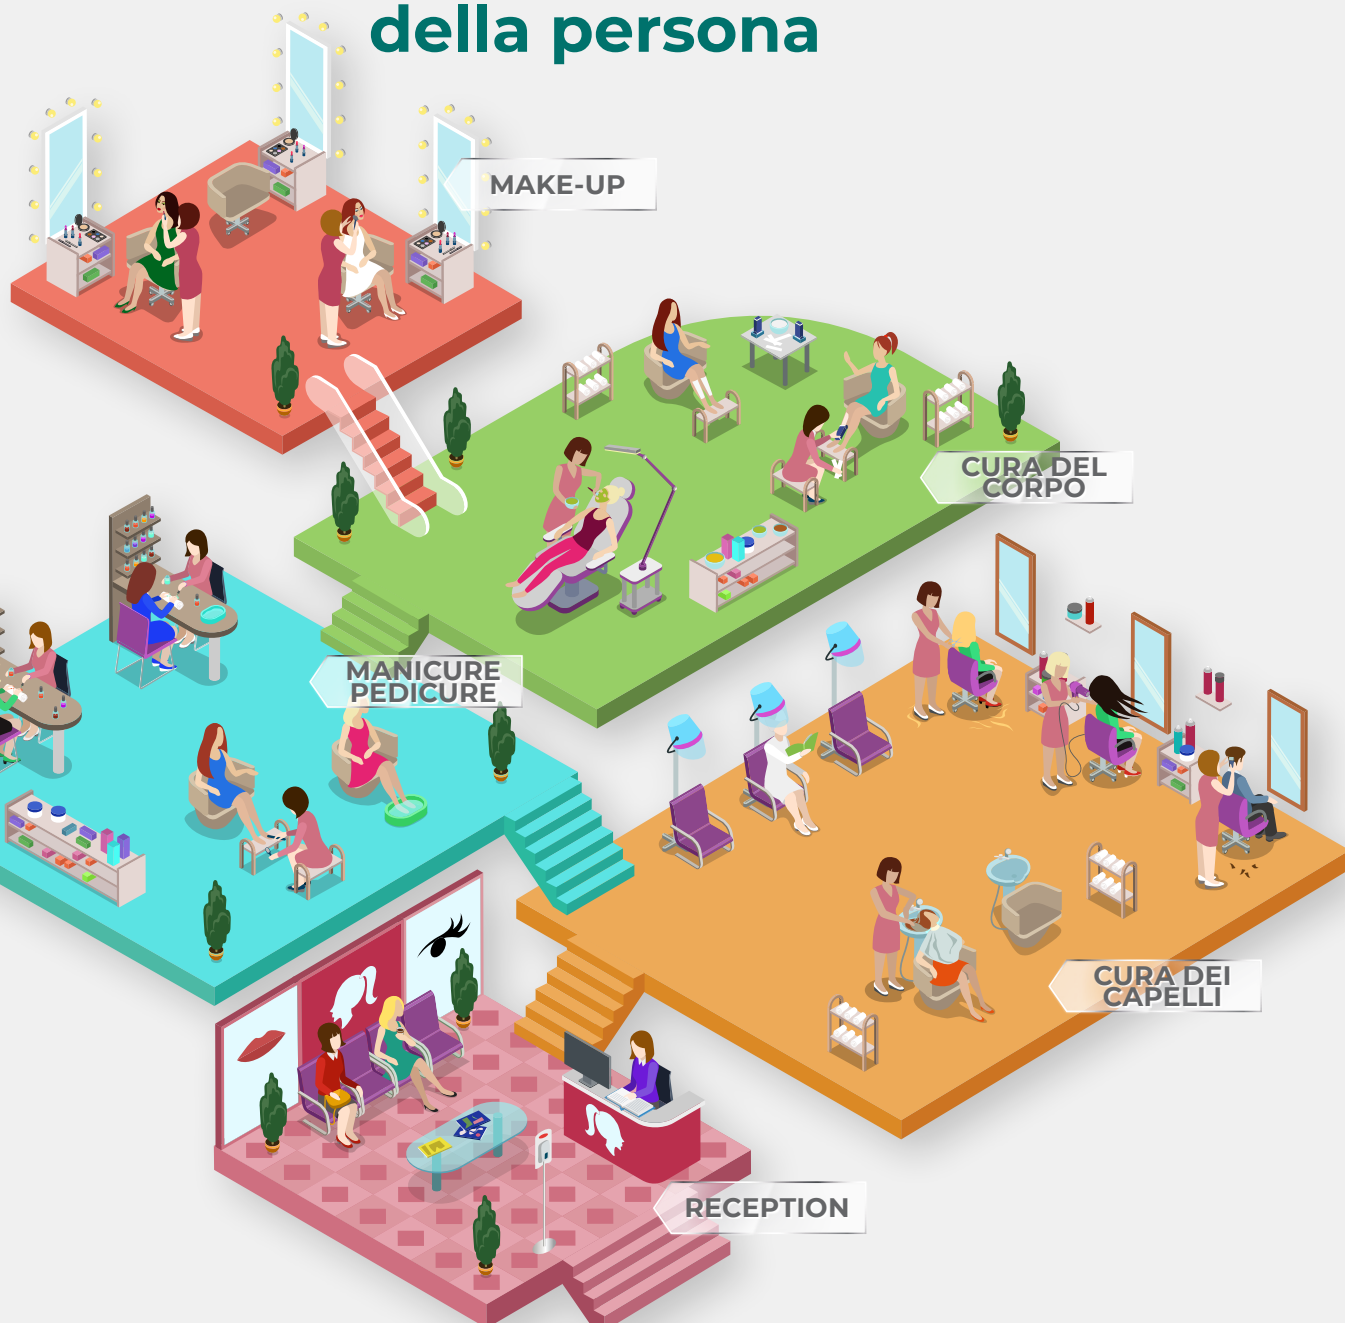 della persona
MAKE-UP
CURA DEL
CORPO
MANICURE
PEDICURE
CURA DEI
CAPELLI
RECEPTION